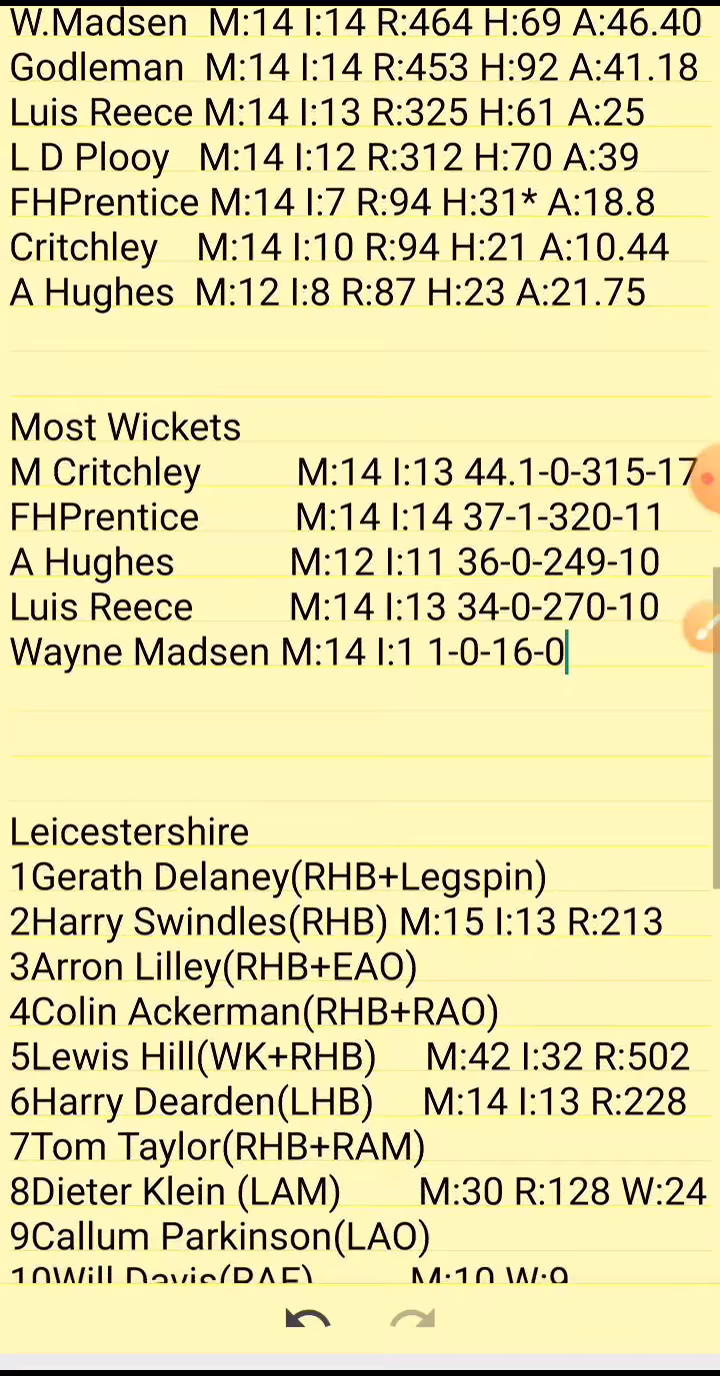 W.Madsen M:14 I:14 R:464 H:69 A:46.40
Godleman M:14 I:14 R:453 H:92 A:41.18
Luis Reece M:14 I:13 R:325 H:61 A:25
L D Plooy M:14 I:12 R:312 H:70 A:39
FHPrentice M:14 I:7 R:94 H:31* A:18.8
Critchley M:14 I:10 R:94 H:21 A:10.44
A Hughes M:12 I:8 R:87 H:23 A:21.75
Most Wickets
M Critchley M:14 I:13 44.1-0-315-17
FHPrentice M:14 I:14 37-1-320-11
A Hughes M:12 I:11 36-0-249-10
Luis Reece M:14 I:13 34-0-270-10
Wayne Madsen M:14 I:1 1-0-16-0
Leicestershire
1Gerath Delaney(RHB+Legspin)
2Harry Swindles(RHB) M:15 I:13 R:213
3Arron Lilley(RHB+EAO)
4Colin Ackerman(RHB+RAO)
5Lewis Hill(WK+RHB) M:42 I:32 R:502
6Harry Dearden(LHB) M:14 I:13 R:228
7Tom Taylor(RHB+RAM)
8Dieter Klein (LAM) M:30 R:128 W:24
9Callum Parkinson(LAO)
10Will Davis(RAF) M:10 W:9